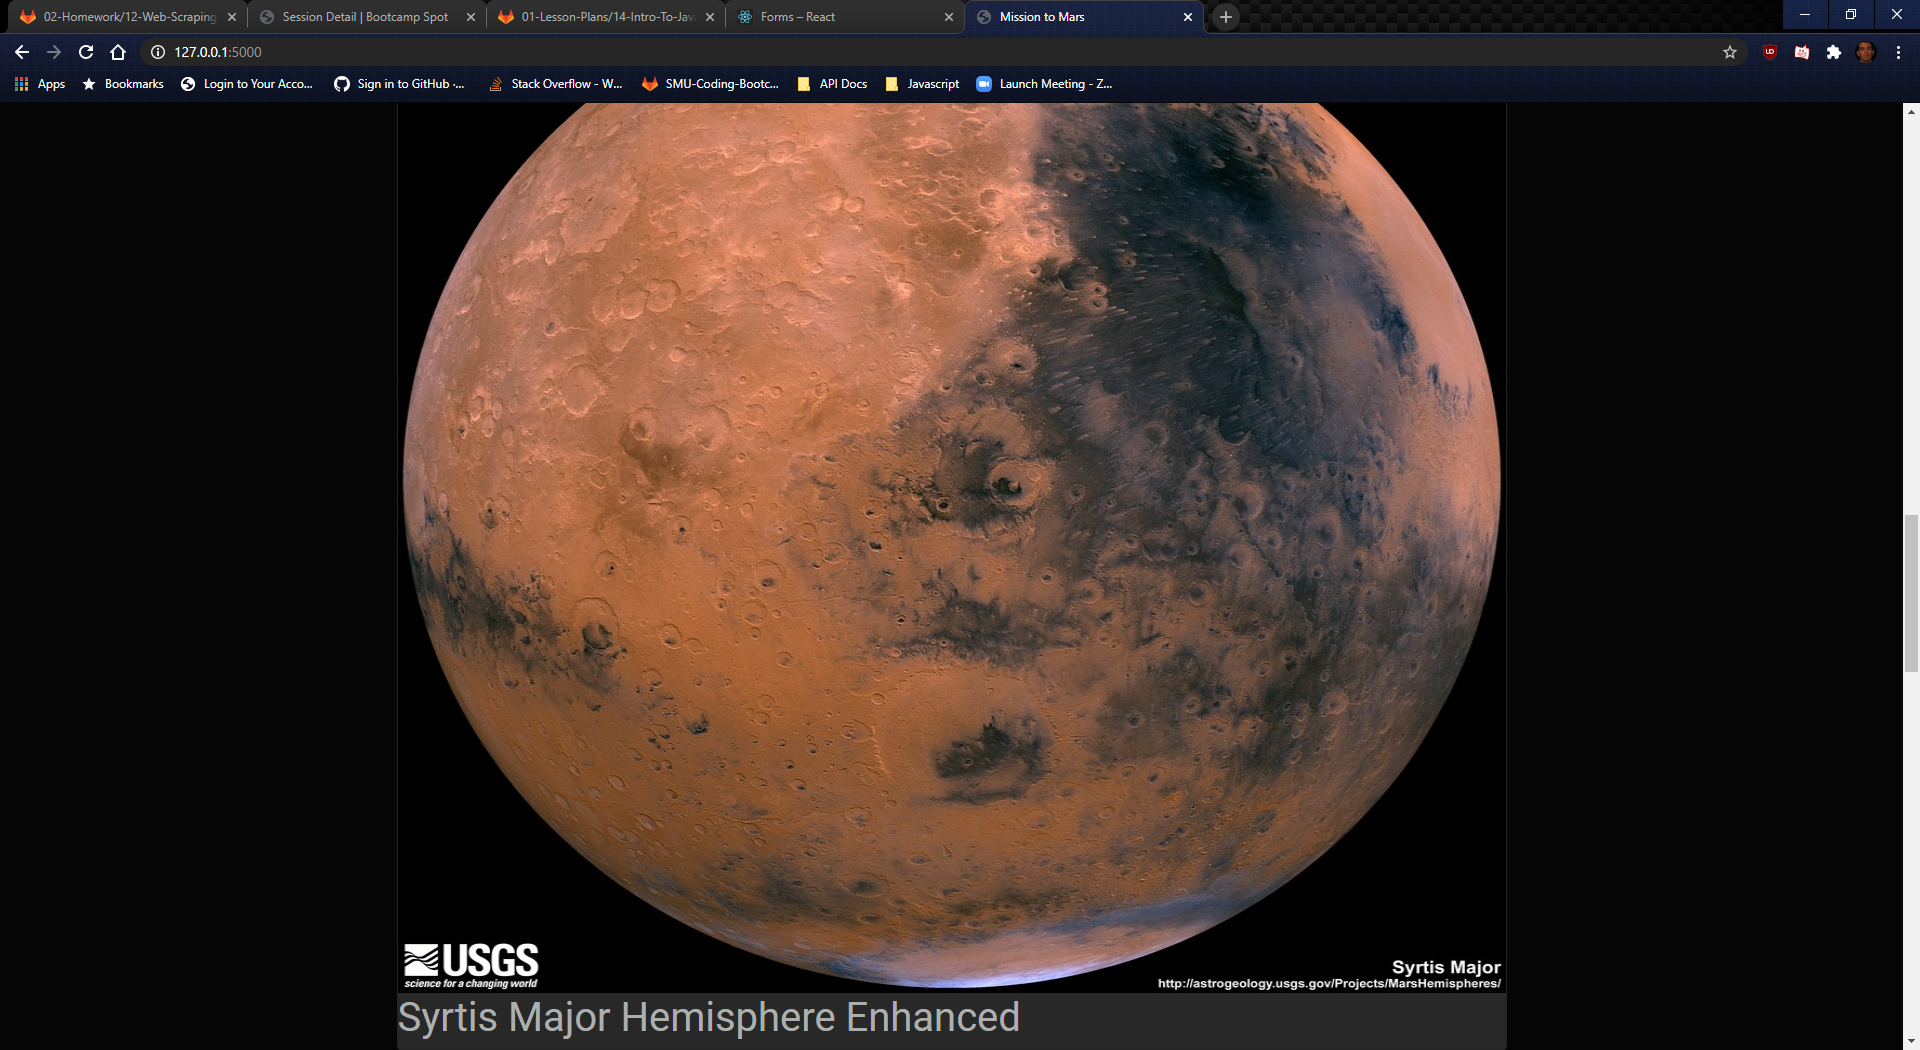 02-Homework/12-Web-Scraping
Session Detail | Bootcamp Spot
01-Lesson-Plans/14-Intro-To-Jav
Forms – React
Mission to Mars
127.0.0.1:5000
Apps
Bookmarks
Login to Your Acco...
Sign in to GitHub ·...
Stack Overflow - W...
SMU-Coding-Bootc...
API Docs
Javascript
Launch Meeting - Z...
USGS
science for a changing world
Syrtis Major
http://astrogeology.usgs.gov/Projects/MarsHemispheres/
Syrtis Major Hemisphere Enhanced